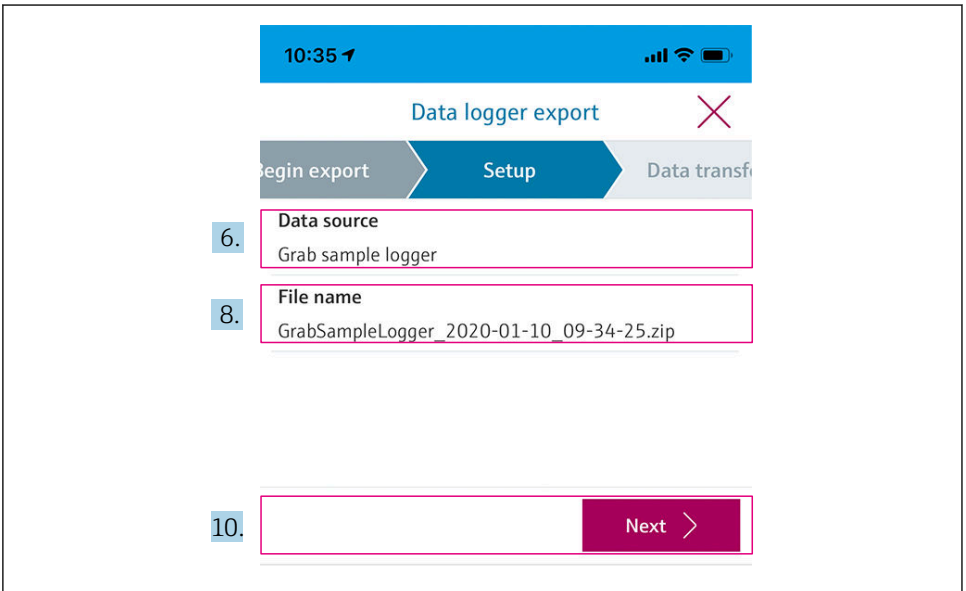 10:35
Data logger export
Begin export
Setup
Data transf
6.
Data source
Grab sample logger
8.
File name
GrabSampleLogger_2020-01-10_09-34-25.zip
10.
Next